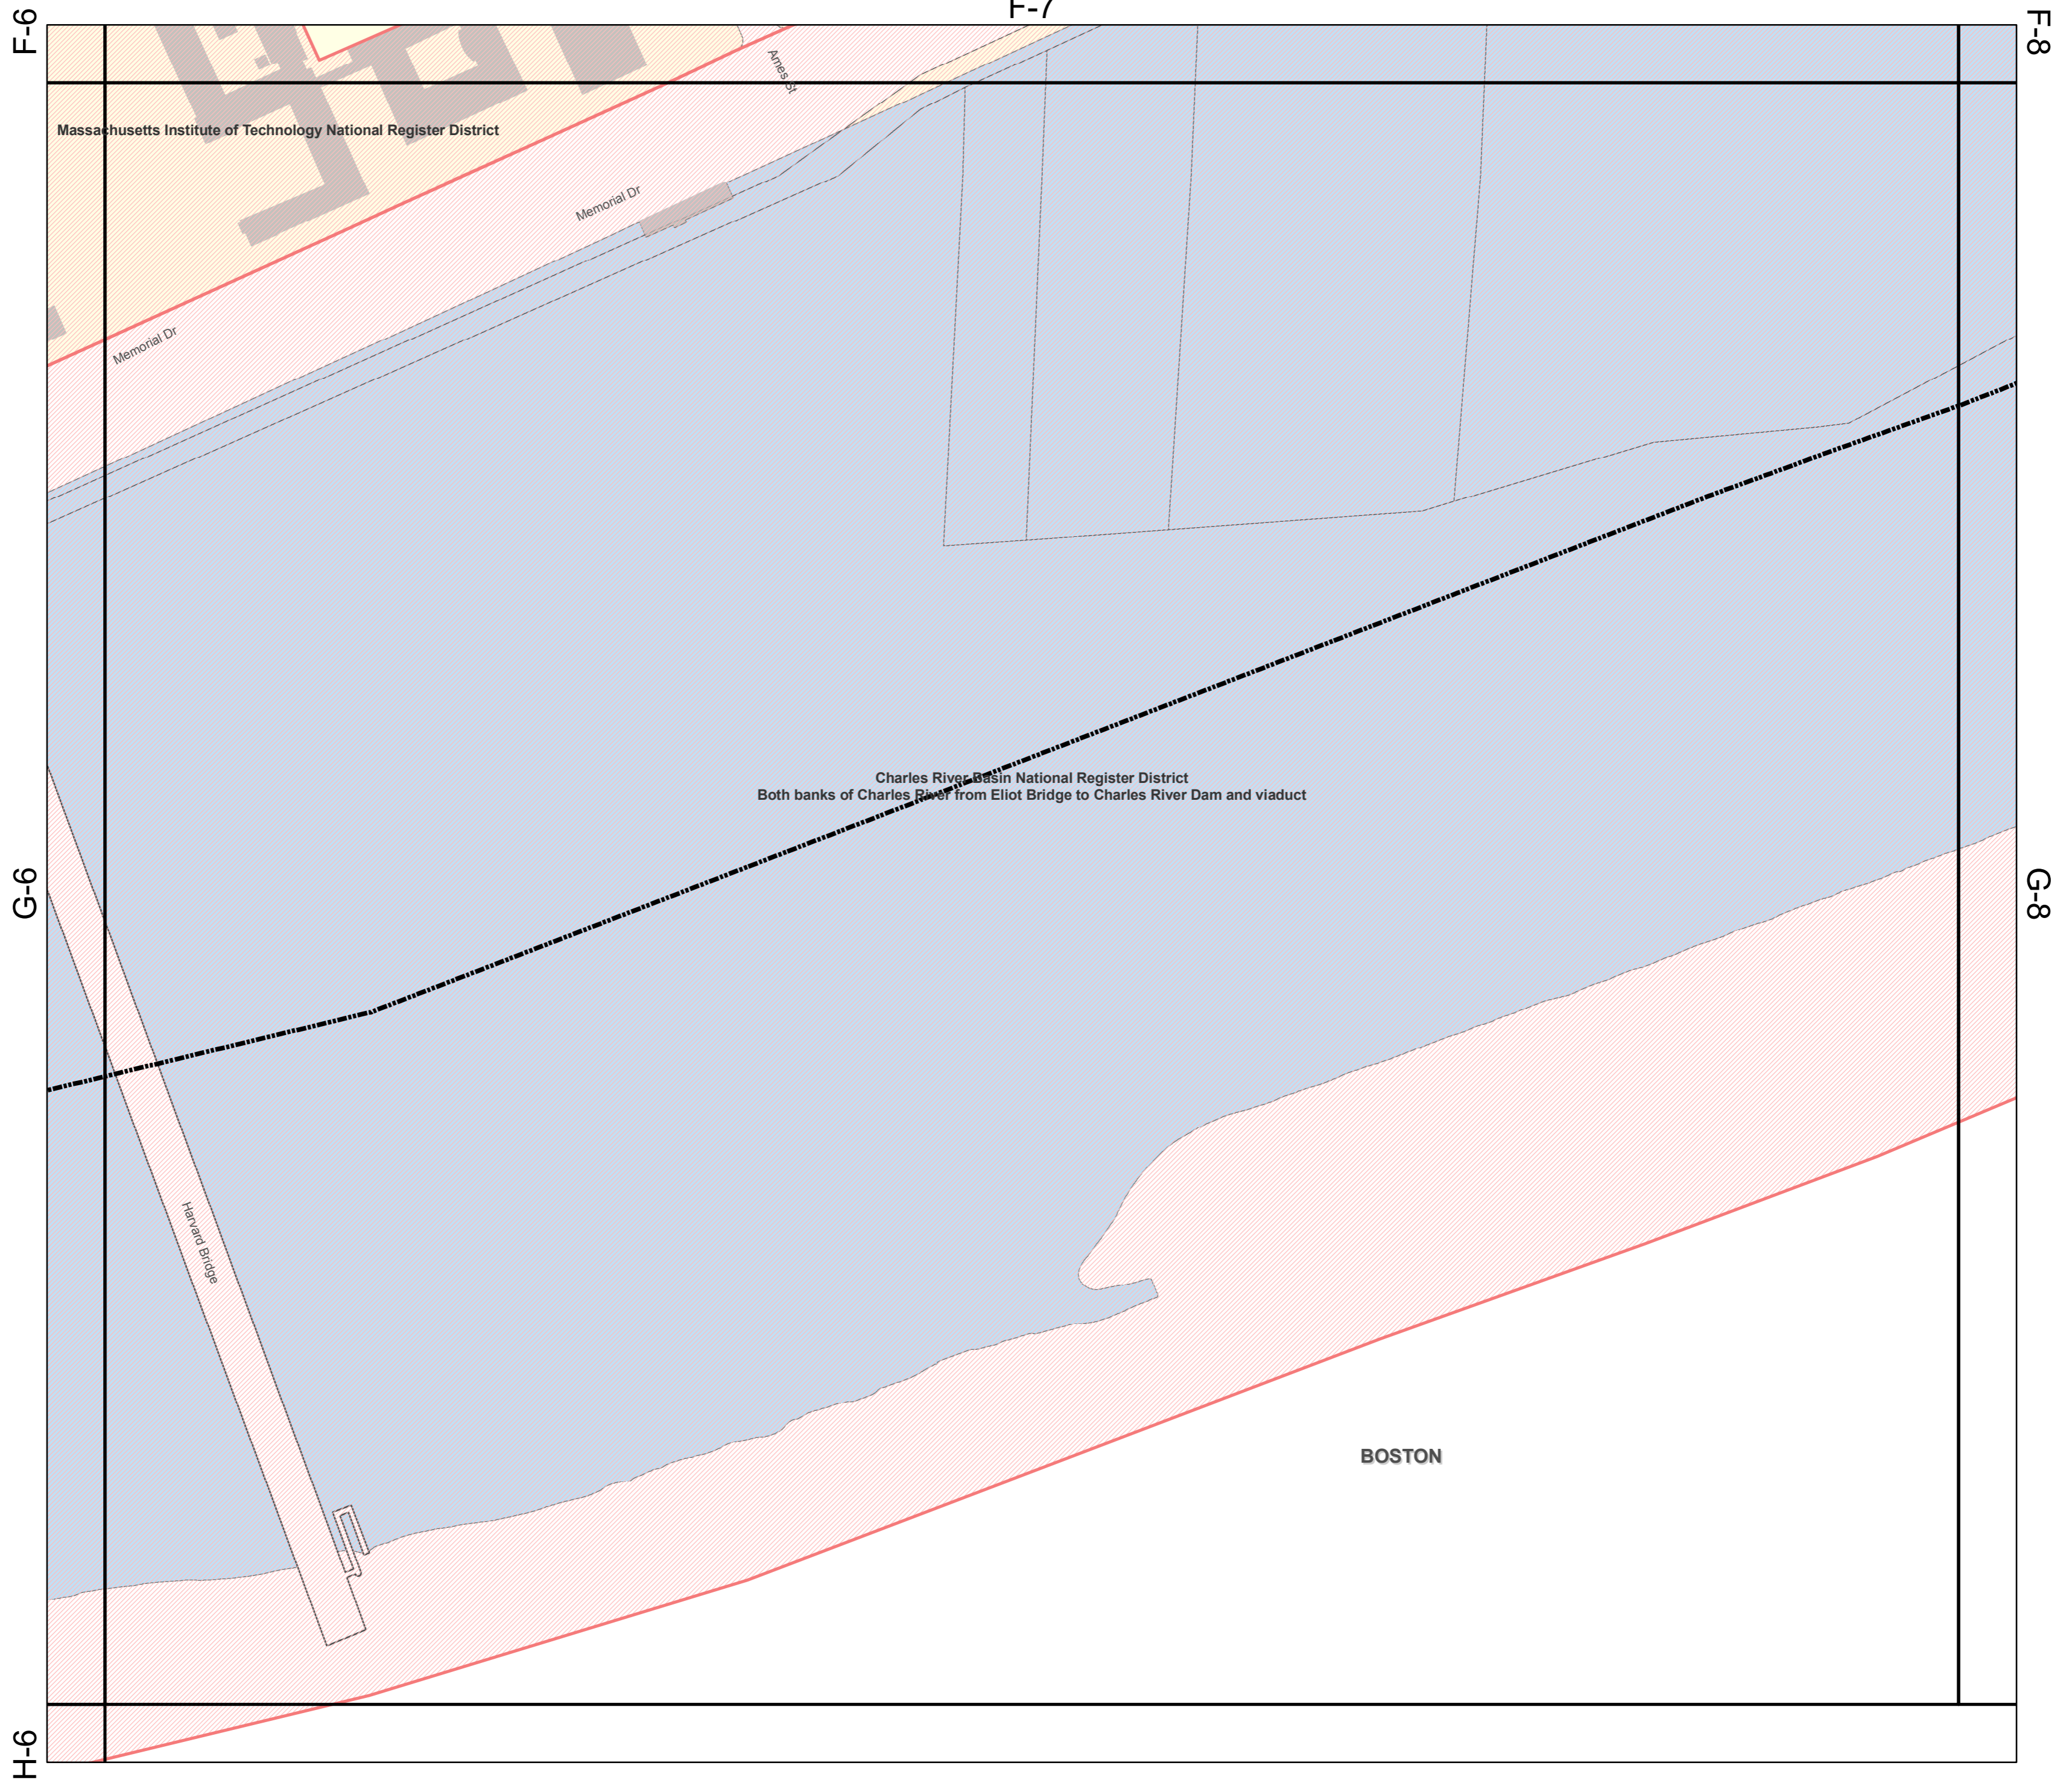 F-7
F-6
F-8
Ames St
Massachusetts Institute of Technology National Register District
Memorial Dr
Memorial Dr
Charles River Basin National Register District
Both banks of Charles River from Eliot Bridge to Charles River Dam and viaduct
G-6
G-8
Harvard Bridge
BOSTON
H-6